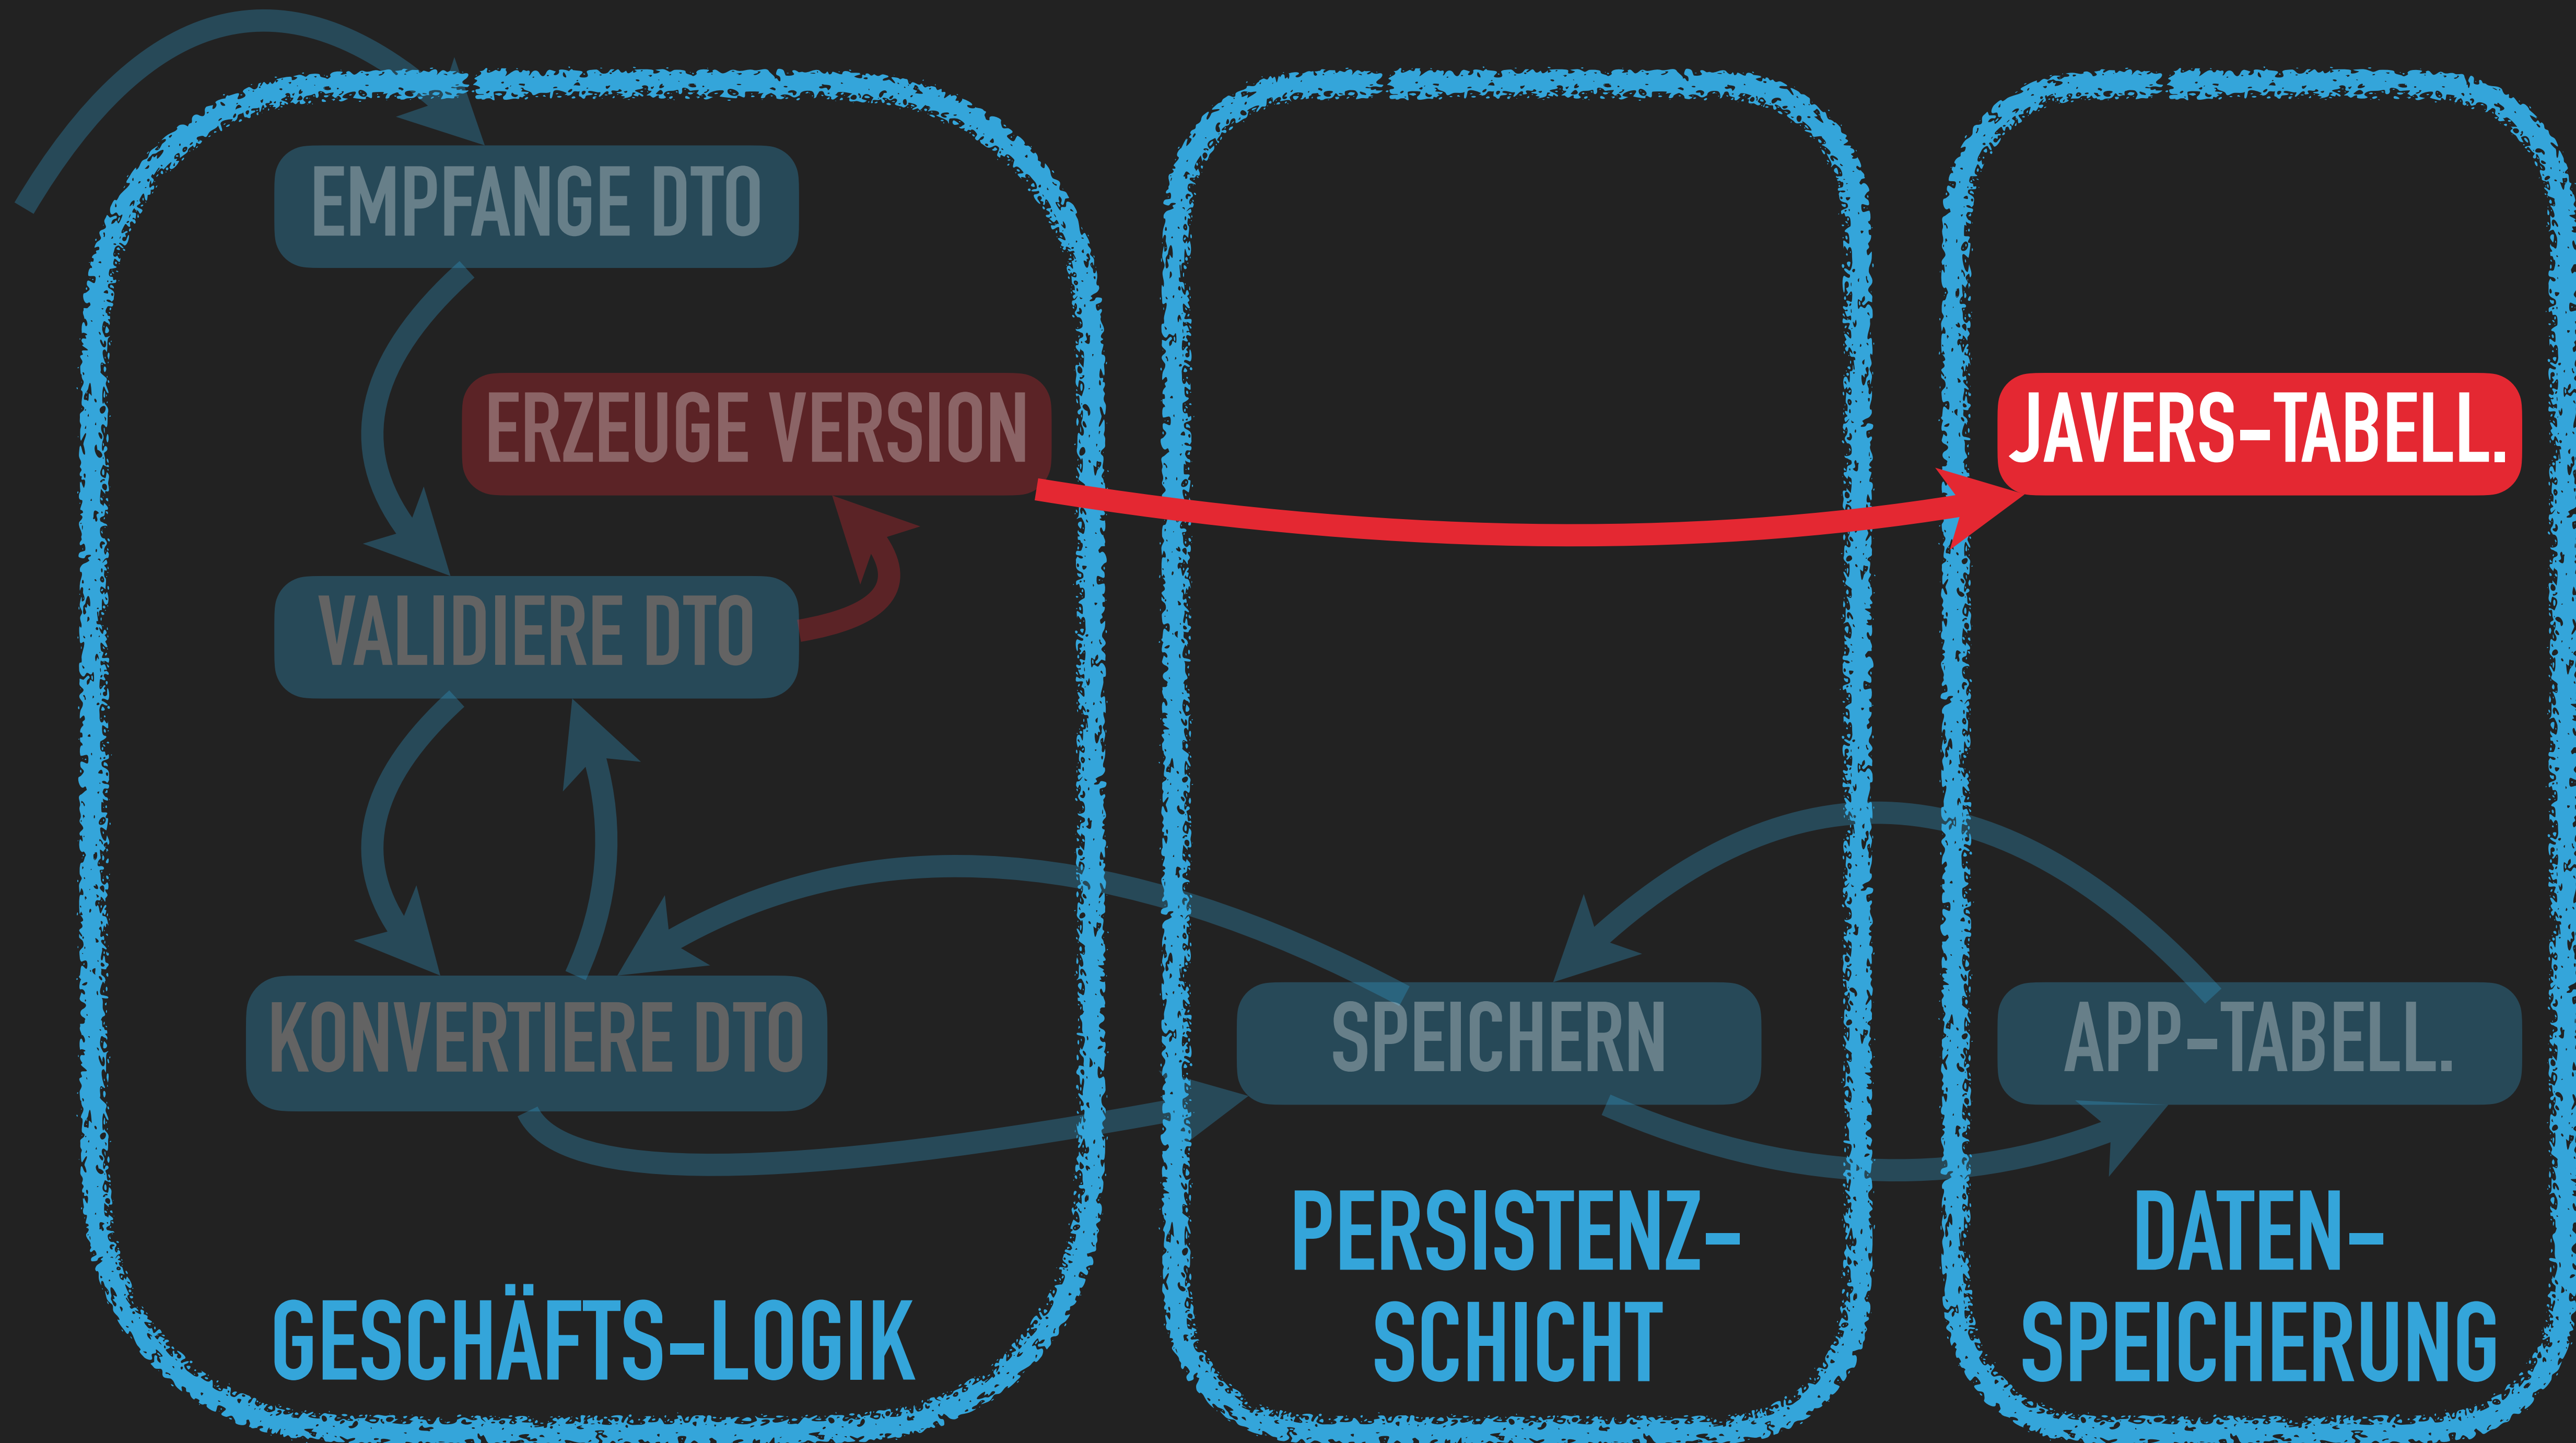 EMPFANGE DTO
ERZEUGE VERSION
JAVERS-TABELL.
VALIDIERE DTO
KONVERTIERE DTO
SPEICHERN
APP-TABELL.
GESCHÄFTS-LOGIK
PERSISTENZ-
SCHICHT
DATEN-
SPEICHERUNG